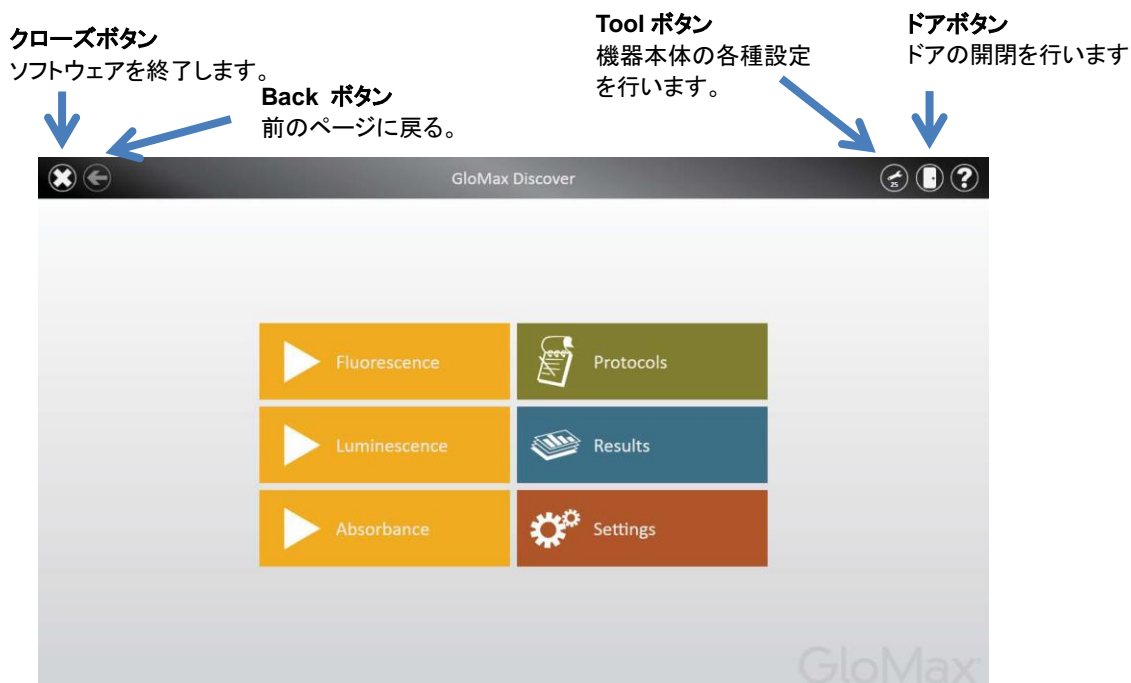 クローズボタン
ソフトウェアを終了します。
Back ボタン
前のページに戻る。
Tool ボタン
機器本体の各種設定
を行います。
ドアボタン
ドアの開閉を行います
GloMax Discover
25
?
Fluorescence
Protocols
Luminescence
Results
Absorbance
Settings
GloMax